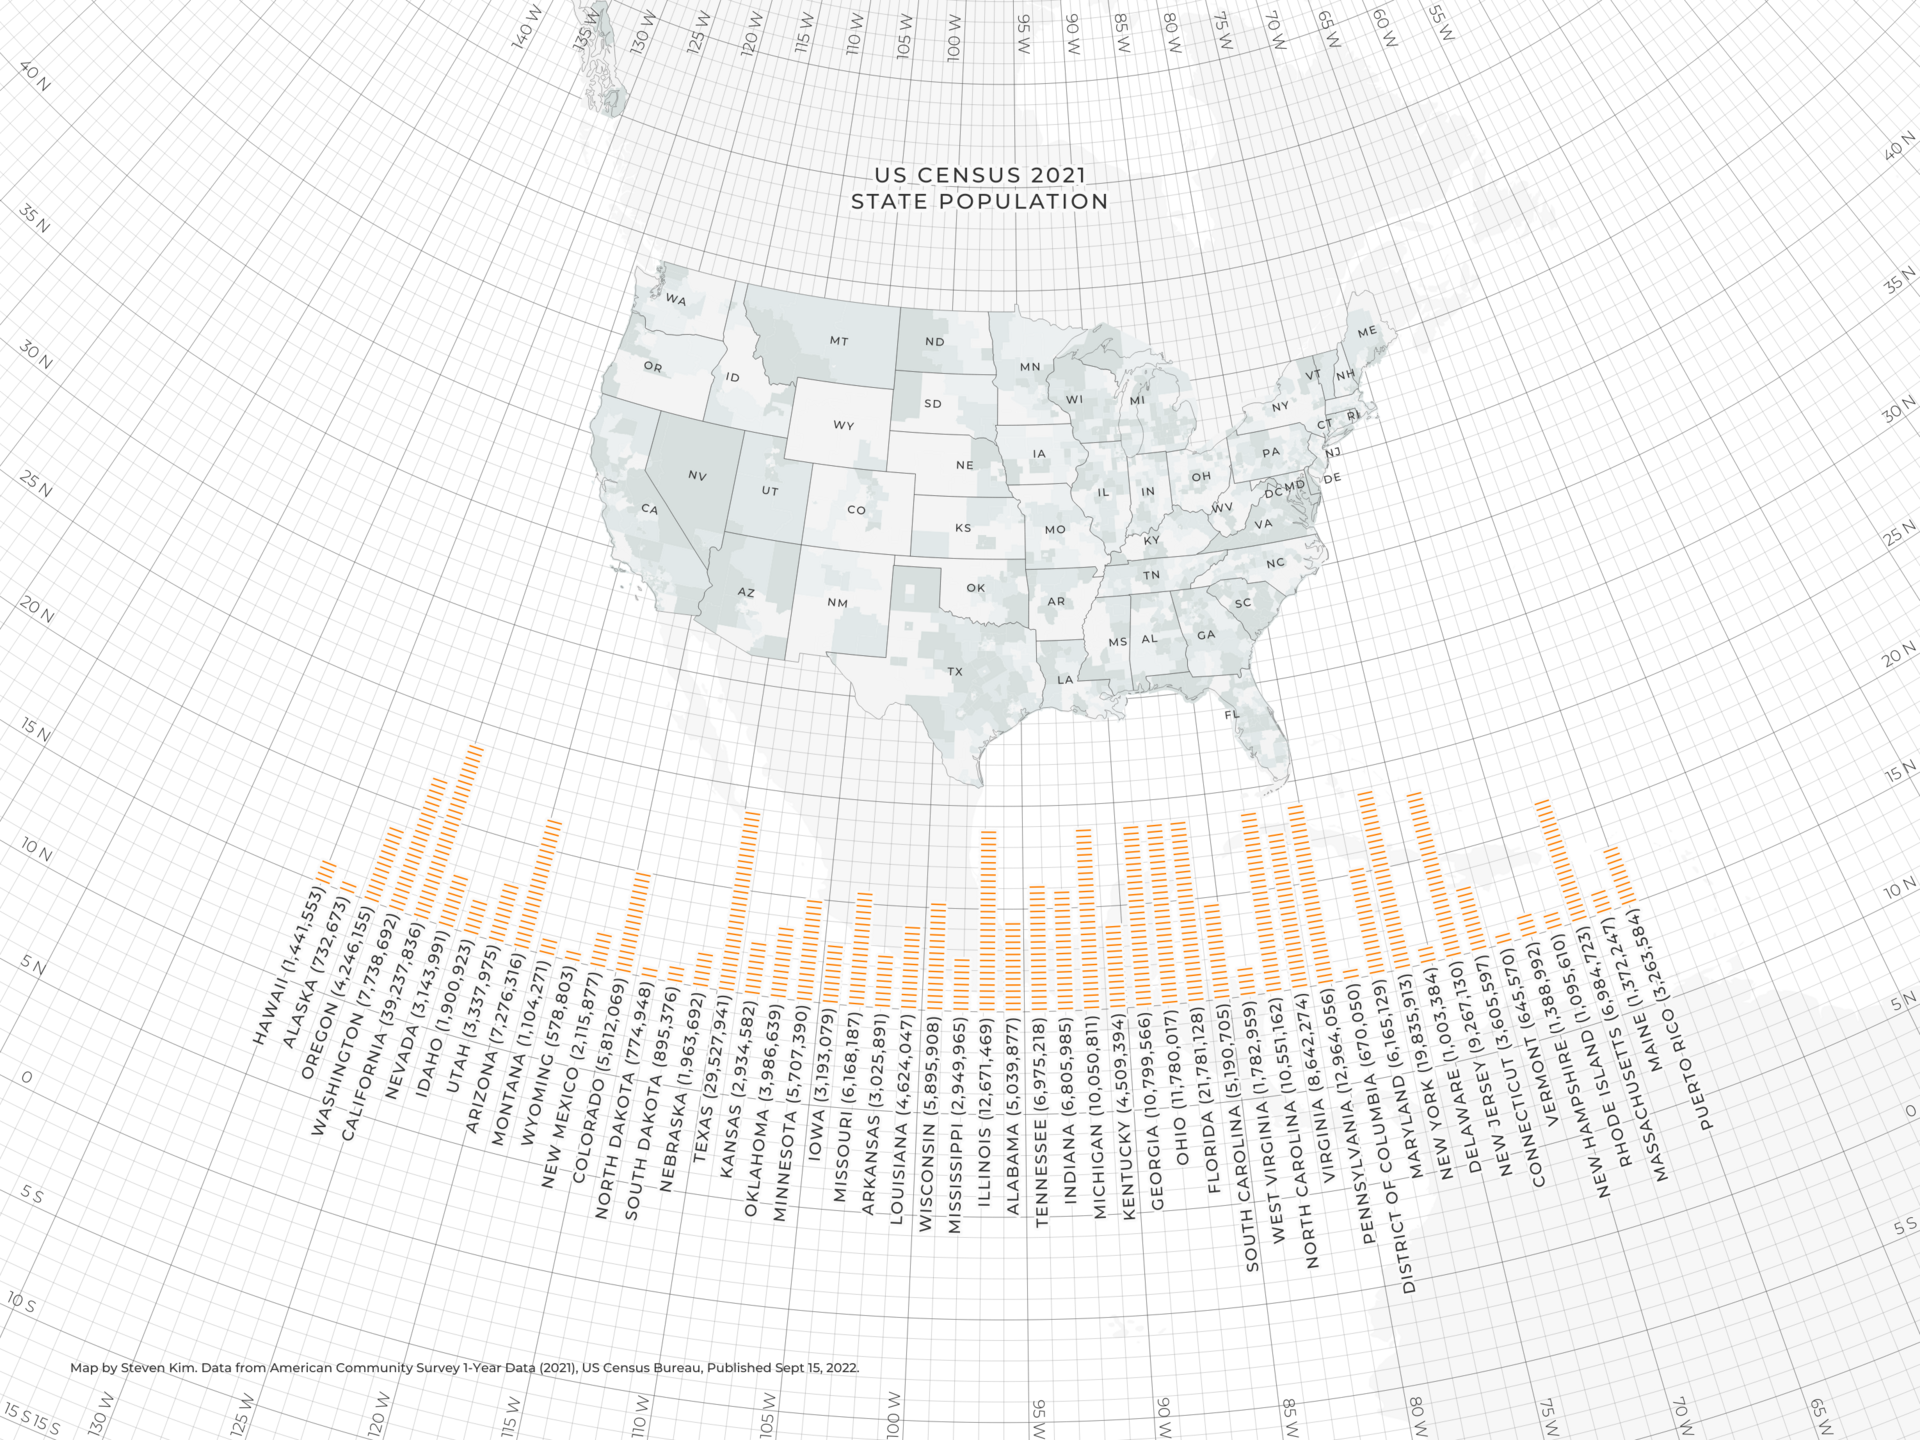 140 W
135 W
130 W
125 W
120 W
115 W
110 W
105 W
100 W
95 W
90 W
85 W
80 W
75 W
70 W
65 W
60 W
55 W
40 N
35 N
30 N
25 N
20 N
15 N
10 N
5 N
0
5 S
10 S
15 S
15 S
40 N
35 N
30 N
25 N
20 N
15 N
10 N
5 N
0
5 S
US CENSUS 2021
STATE POPULATION
WA
MT
ND
MN
ME
OR
ID
SD
WI
MI
VT
NH
WY
NY
CT
RI
IA
PA
NJ
NE
NV
UT
IL
IN
OH
DC
MD
DE
CA
CO
WV
KS
MO
VA
KY
NC
TN
AZ
NM
OK
AR
SC
MS
AL
GA
TX
LA
FL
HAWAII (1,441,553)
ALASKA (732,673)
OREGON (4,246,155)
WASHINGTON (7,738,692)
CALIFORNIA (39,237,836)
NEVADA (3,143,991)
IDAHO (1,900,923)
UTAH (3,337,975)
ARIZONA (7,276,316)
MONTANA (1,104,271)
WYOMING (578,803)
NEW MEXICO (2,115,877)
COLORADO (5,812,069)
NORTH DAKOTA (774,948)
SOUTH DAKOTA (895,376)
NEBRASKA (1,963,692)
TEXAS (29,527,941)
KANSAS (2,934,582)
OKLAHOMA (3,986,639)
MINNESOTA (5,707,390)
IOWA (3,193,079)
MISSOURI (6,168,187)
ARKANSAS (3,025,891)
LOUISIANA (4,624,047)
WISCONSIN (5,895,908)
MISSISSIPPI (2,949,965)
ILLINOIS (12,671,469)
ALABAMA (5,039,877)
TENNESSEE (6,975,218)
INDIANA (6,805,985)
MICHIGAN (10,050,811)
KENTUCKY (4,509,394)
GEORGIA (10,799,566)
OHIO (11,780,017)
FLORIDA (21,781,128)
SOUTH CAROLINA (5,190,705)
WEST VIRGINIA (1,782,959)
NORTH CAROLINA (10,551,162)
VIRGINIA (8,642,274)
PENNSYLVANIA (12,964,056)
DISTRICT OF COLUMBIA (670,050)
MARYLAND (6,165,129)
NEW YORK (19,835,913)
DELAWARE (1,003,384)
NEW JERSEY (9,267,130)
CONNECTICUT (3,605,597)
VERMONT (645,570)
NEW HAMPSHIRE (1,388,992)
RHODE ISLAND (1,095,610)
MASSACHUSETTS (6,984,723)
MAINE (1,372,247)
PUERTO RICO (3,263,584)
Map by Steven Kim. Data from American Community Survey 1-Year Data (2021), US Census Bureau, Published Sept 15, 2022.
130 W
125 W
120 W
115 W
110 W
105 W
100 W
95 W
90 W
85 W
80 W
75 W
70 W
65 W